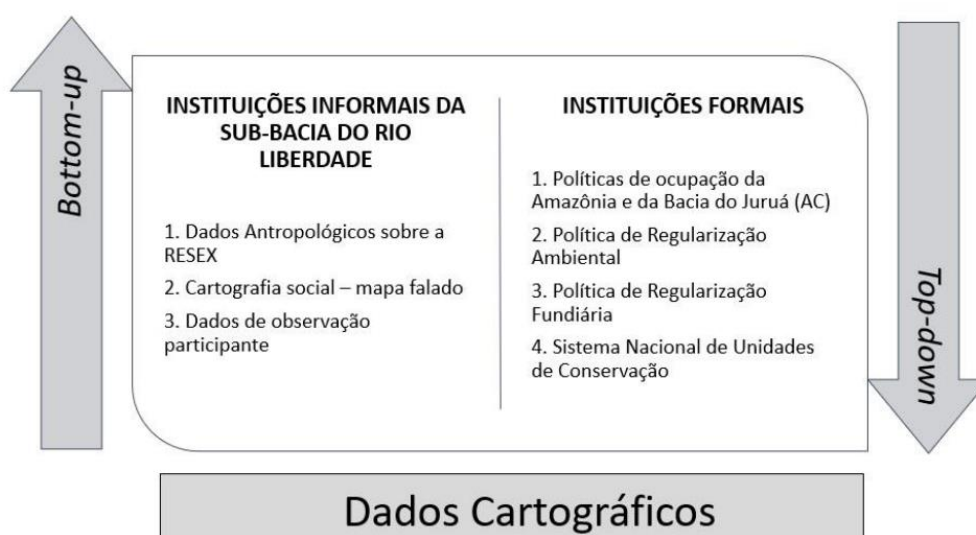 Bottom-up
INSTITUIÇÕES INFORMAIS DA
SUB-BACIA DO RIO
LIBERDADE
1. Dados Antropológicos sobre a
RESEX
2. Cartografia social – mapa falado
3. Dados de observação
participante
INSTITUIÇÕES FORMAIS
1. Políticas de ocupação da
Amazônia e da Bacia do Juruá (AC)
2. Política de Regularização
Ambiental
3. Política de Regularização
Fundiária
4. Sistema Nacional de Unidades
de Conservação
Top-down
Dados Cartográficos